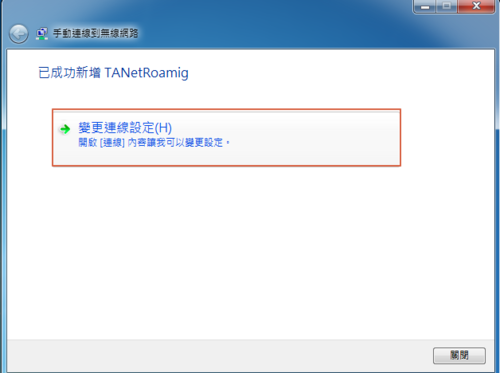 手動連線到無線網路
已成功新增 TANetRoamig
變更連線設定(H)
開啟 [連線] 內容讓我可以變更設定。
關閉